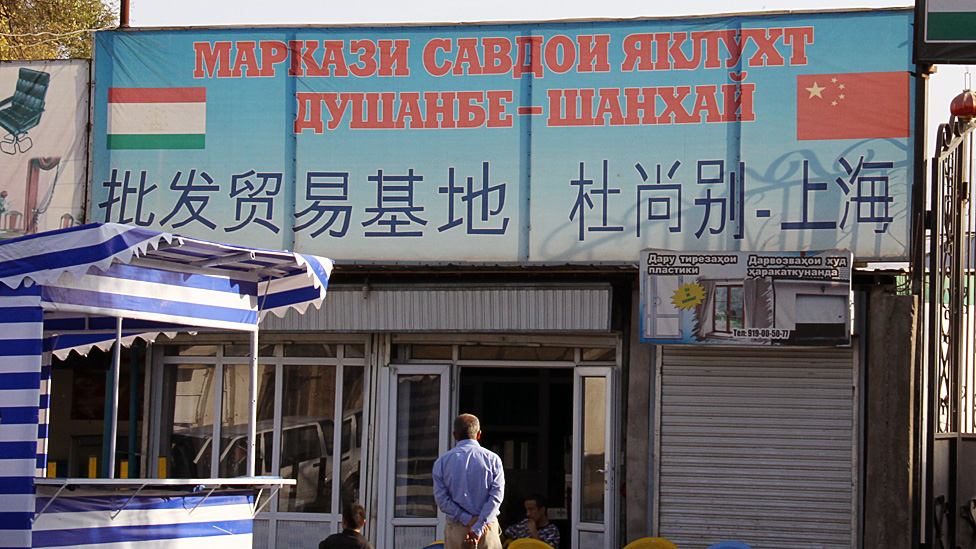 МАРКАЗИ САВДОИ ЯКЛУХТ
ДУШАНБЕ-ШАНХАЙ
批发贸易基地 杜尚别-上海
Дару тирезаҳои
пластики
Дарвозваҳои худ
ҳаракаткунанда
Тел: 919-00-50-77